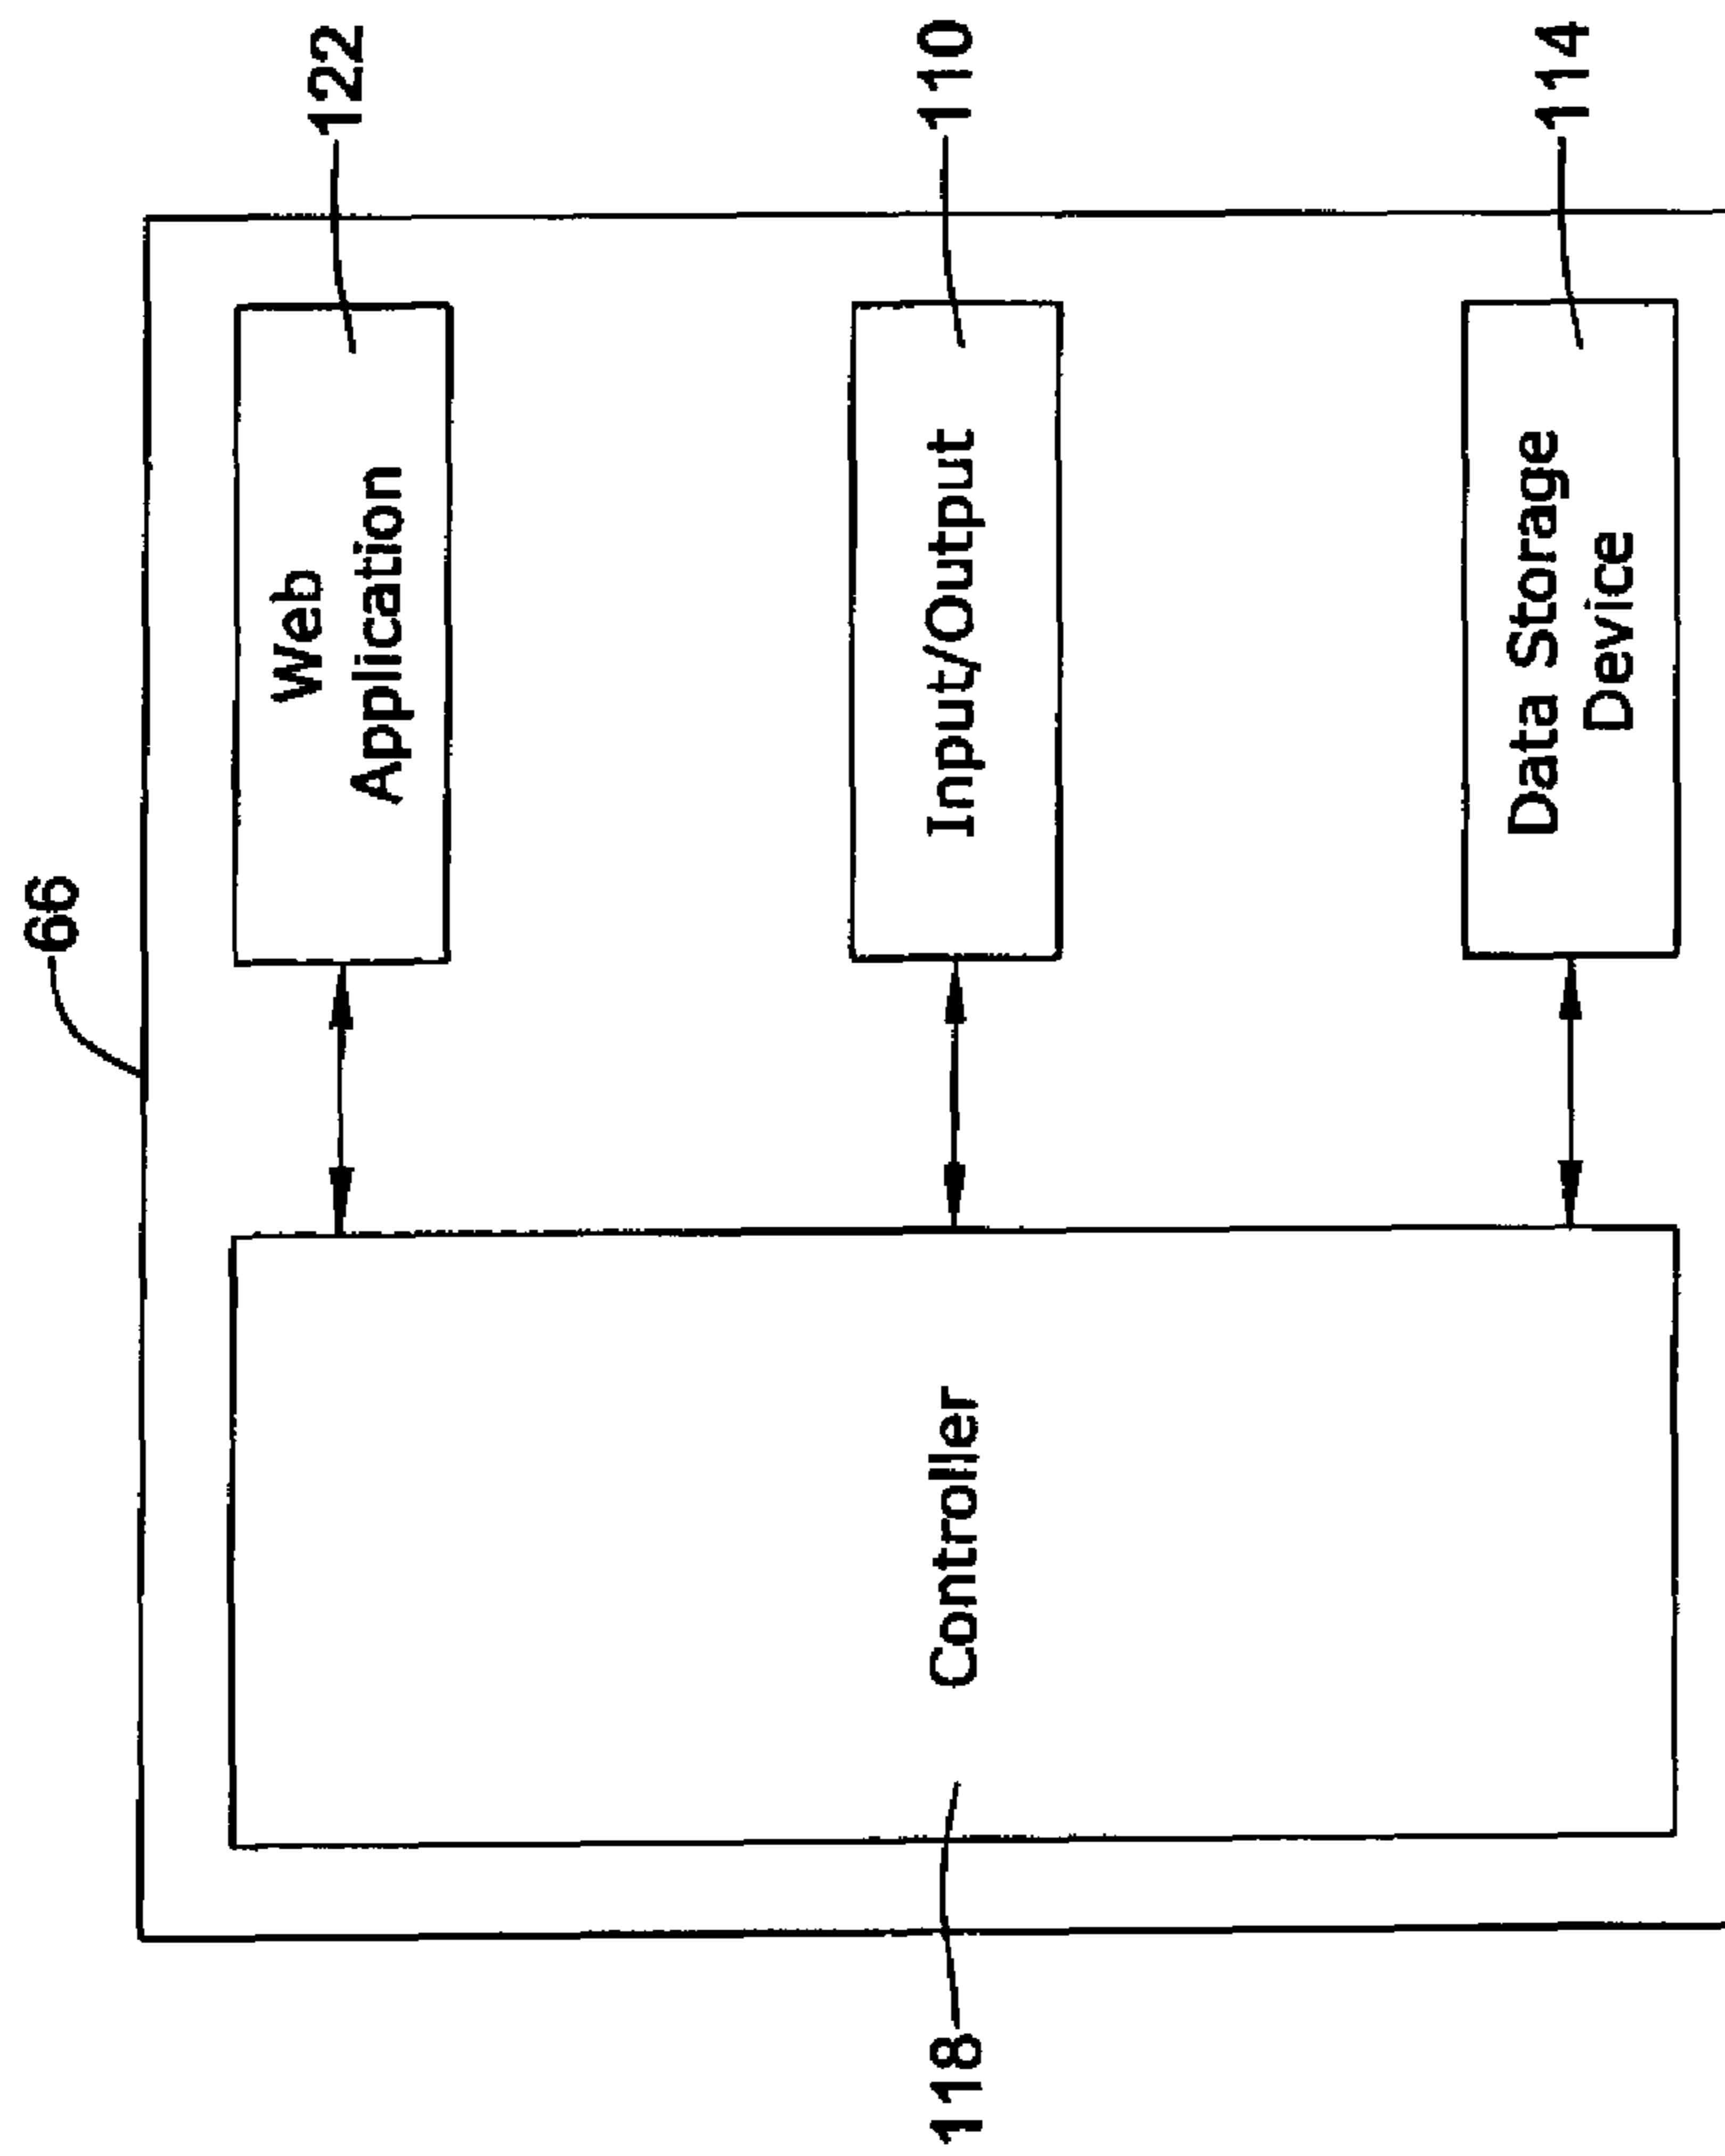 66
Web
Application
122
Controller
118
Input/Output
110
Data Storage
Device
114